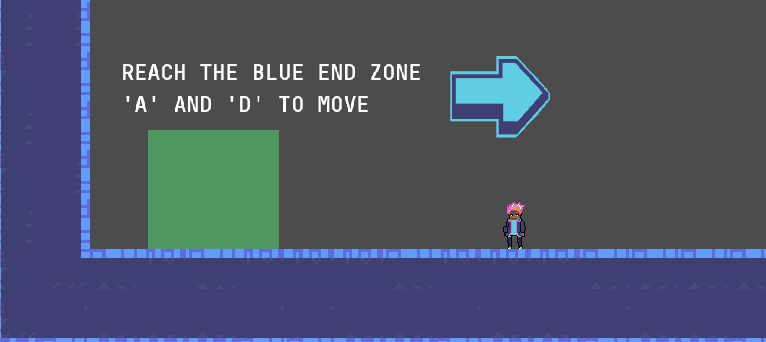 REACH THE BLUE END ZONE
'A' AND 'D' TO MOVE